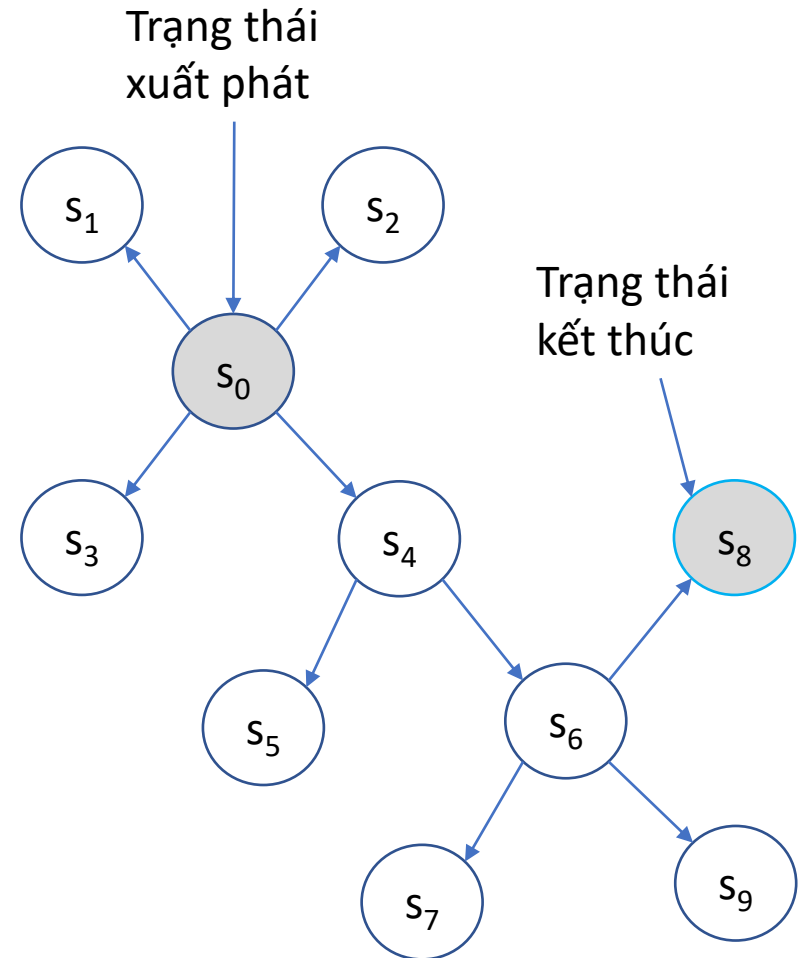 Trạng thái
xuất phát
s₁
s₂
Trạng thái
kết thúc
s₀
s₃
s₄
s₈
s₅
s₆
s₇
s₉